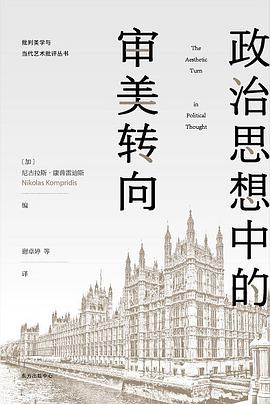 批判美学与
当代艺术批评丛书
政治思想中的
审美转向
The
Aesthetic
Turn
in
Political
Thought
[加]
尼古拉斯·康普雷迪斯
Nikolas Kompridis
编
谢卓婷 等
译
东方出版中心